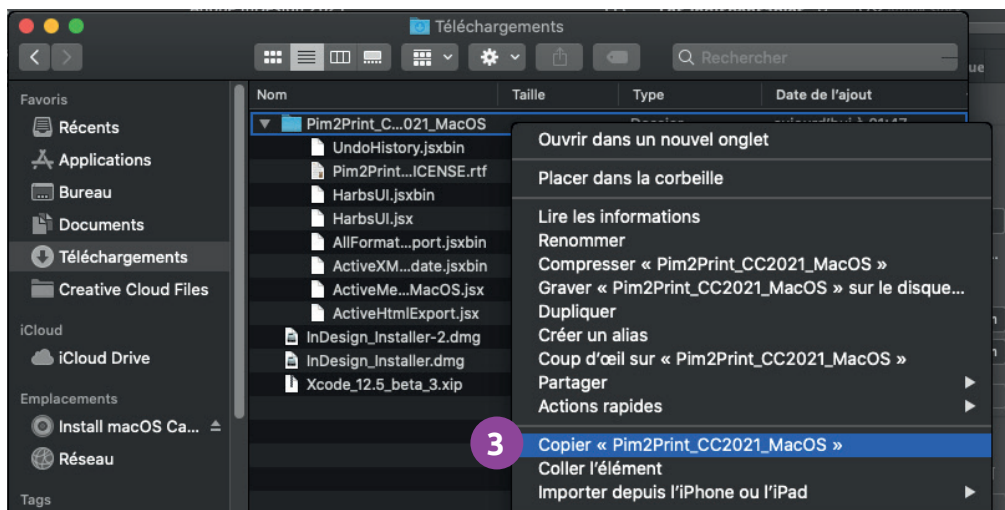 Téléchargements
Rechercher
Favoris
Récents
Applications
Bureau
Documents
Téléchargements
Creative Cloud Files
iCloud
iCloud Drive
Emplacements
Install macOS Ca...
Réseau
Tags
Nom Taille Type Date de l'ajout
Pim2Print_C...021_MacOS Dossier
UndoHistory.jsxbin
Pim2Print...ICENSE.rtf
HarbsUI.jsxbin
HarbsUI.jsx
AllFormat...port.jsxbin
ActiveXM...date.jsxbin
ActiveMe...MacOS.jsx
ActiveHtmlExport.jsx
InDesign_Installer-2.dmg
InDesign_Installer.dmg
Xcode_12.5_beta_3.xip
Ouvrir dans un nouvel onglet
Placer dans la corbeille
Lire les informations
Renommer
Compresser « Pim2Print_CC2021_MacOS »
Graver « Pim2Print_CC2021_MacOS » sur le disque...
Dupliquer
Créer un alias
Coup d'œil sur « Pim2Print_CC2021_MacOS »
Partager
Actions rapides
3 Copier « Pim2Print_CC2021_MacOS »
Coller l'élément
Importer depuis l'iPhone ou l'iPad